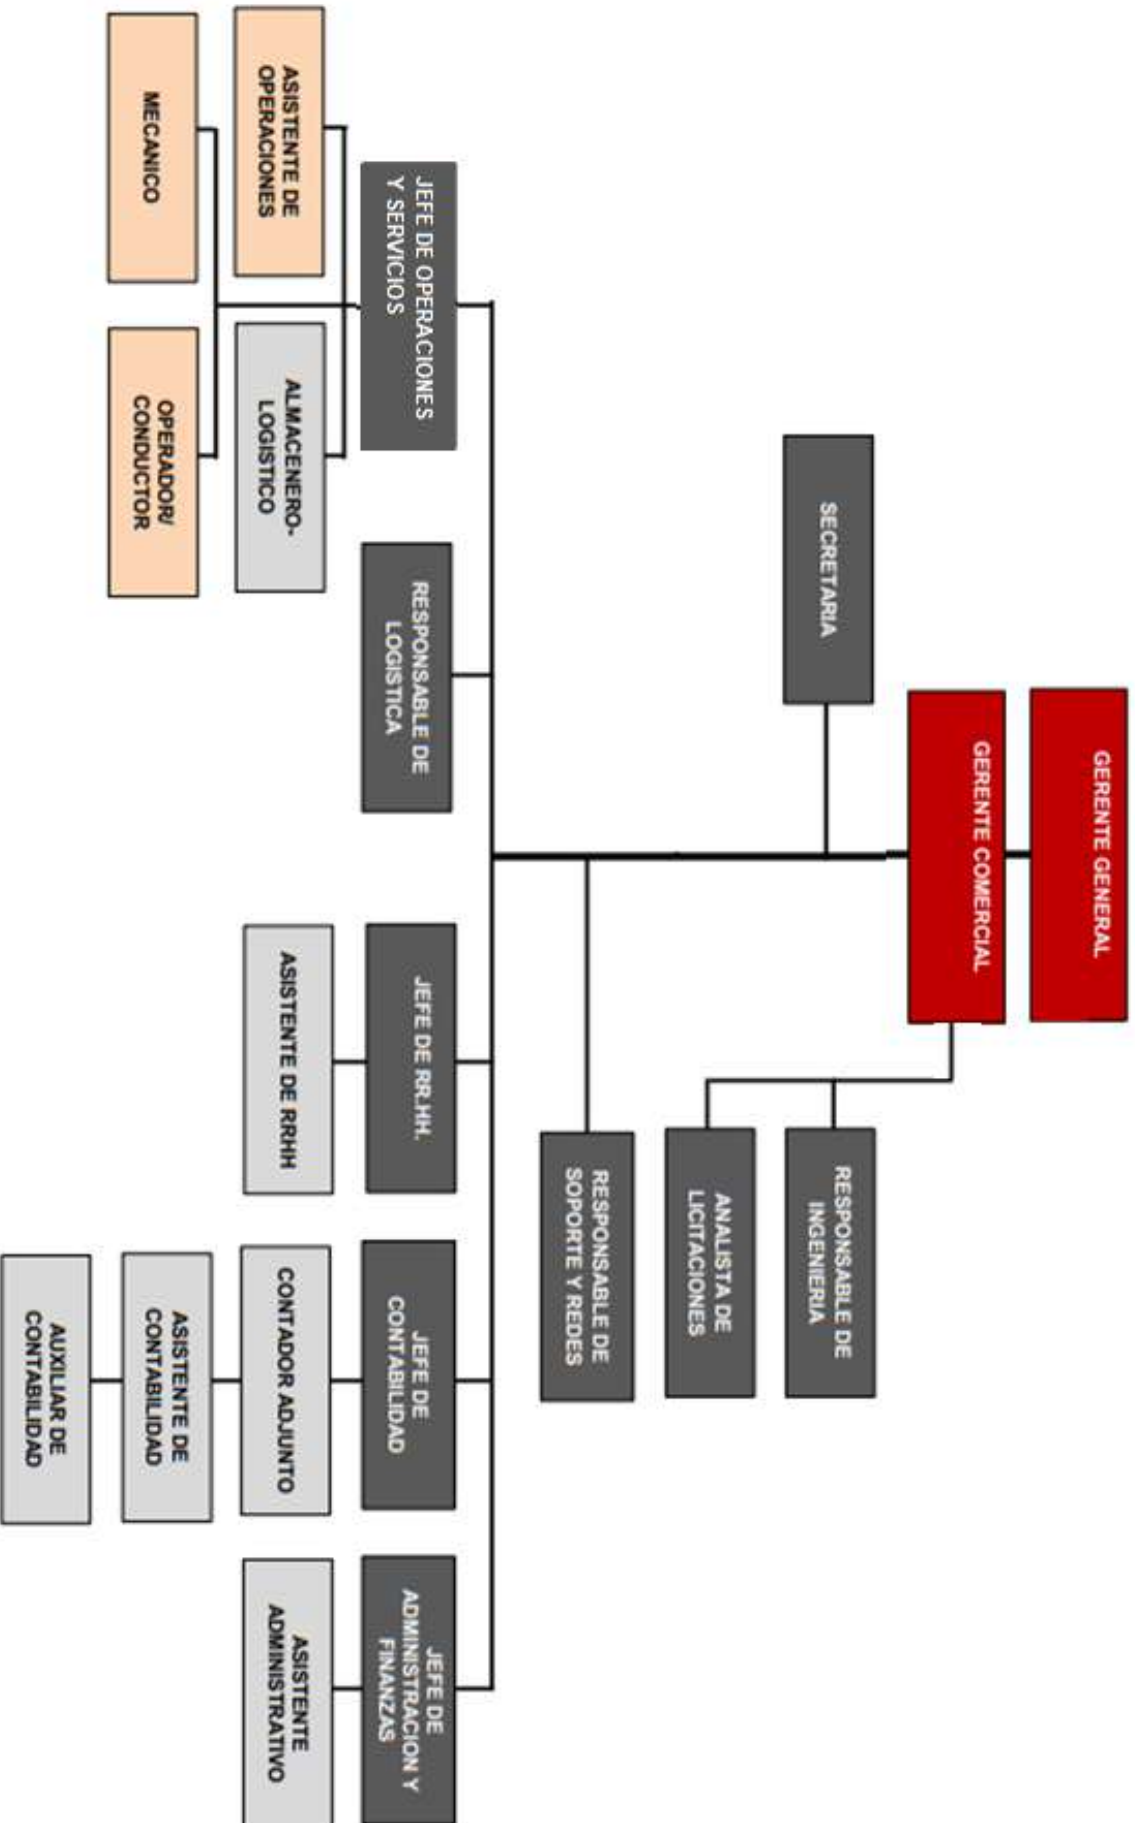 GERENTE GENERAL
GERENTE COMERCIAL
SECRETARIA
RESPONSABLE DE
INGENIERIA
ANALISTA DE
LICITACIONES
RESPONSABLE DE
SOPORTE Y REDES
JEFE DE OPERACIONES
Y SERVICIOS
RESPONSABLE DE
LOGISTICA
JEFE DE RR.HH.
JEFE DE
CONTABILIDAD
JEFE DE
ADMINISTRACION Y
FINANZAS
ASISTENTE DE
OPERACIONES
ALMACENERO-
LOGISTICO
ASISTENTE DE RRHH
CONTADOR ADJUNTO
ASISTENTE
ADMINISTRATIVO
MECANICO
OPERADOR/
CONDUCTOR
ASISTENTE DE
CONTABILIDAD
AUXILIAR DE
CONTABILIDAD